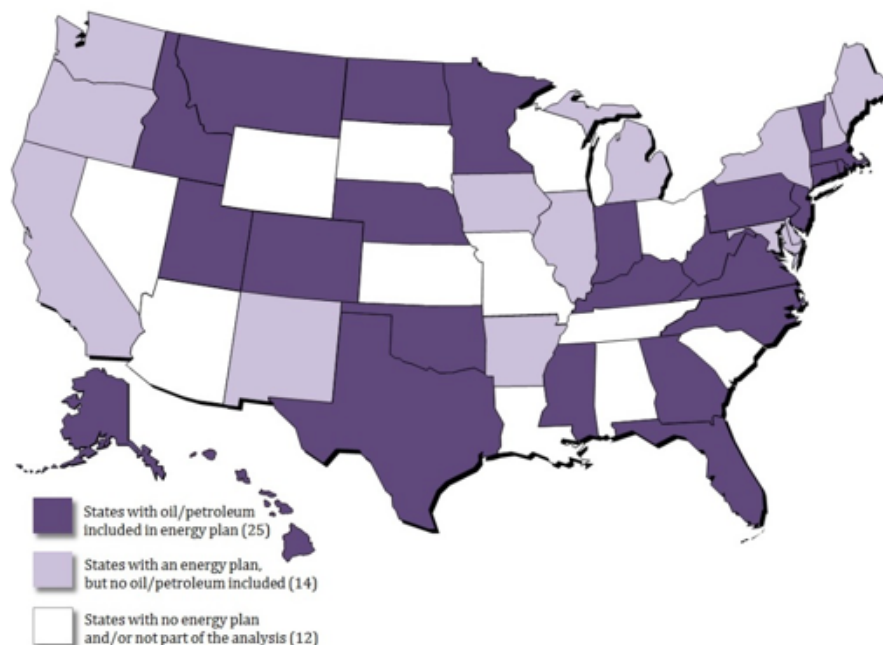 States with oil/petroleum
included in energy plan (25)
States with an energy plan,
but no oil/petroleum included (14)
States with no energy plan
and/or not part of the analysis (12)